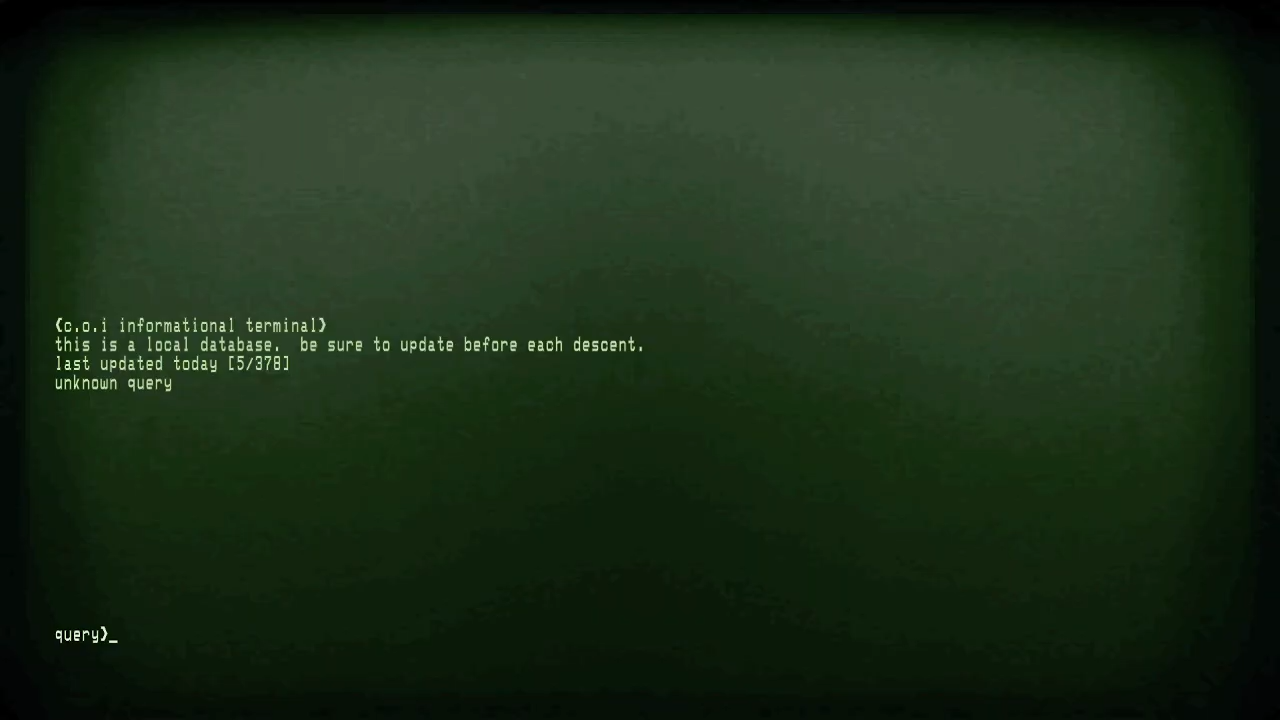 {c.o.i informational terminal}
this is a local database.  be sure to update before each descent.
last updated today [5/378]
unknown query
query}_